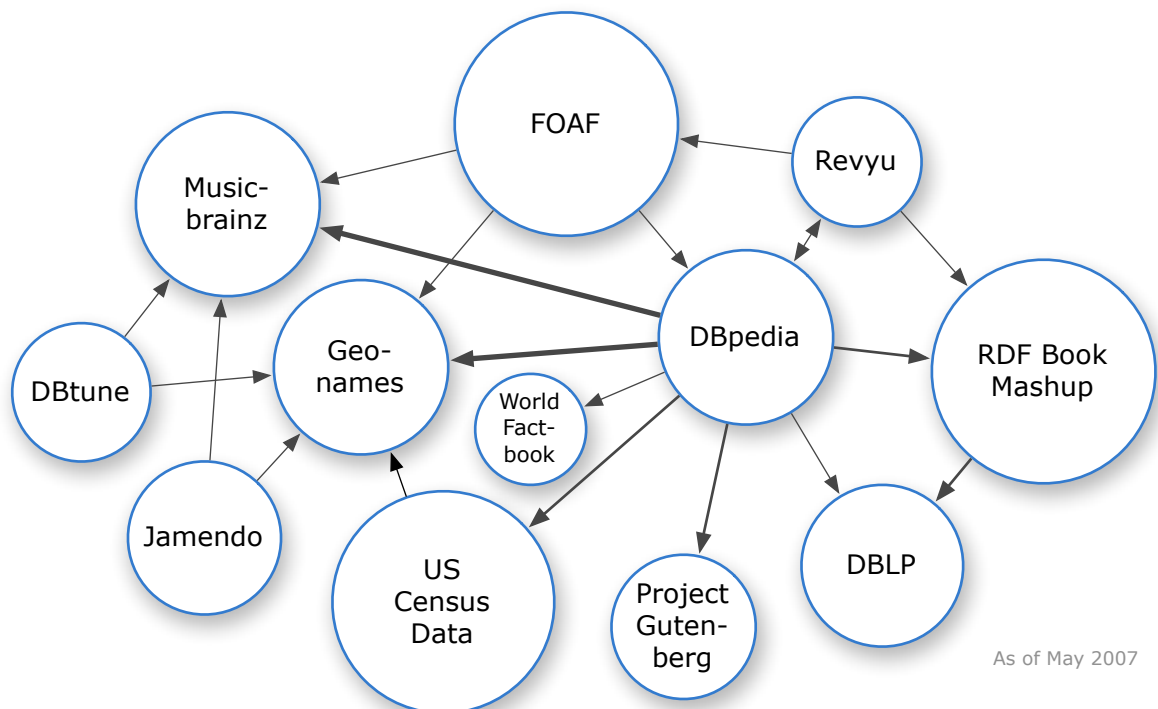 FOAF
Revyu
Music-
brainz
DBpedia
Geo-
names
RDF Book
Mashup
DBtune
World
Fact-
book
Jamendo
US
Census
Data
Project
Guten-
berg
DBLP
As of May 2007